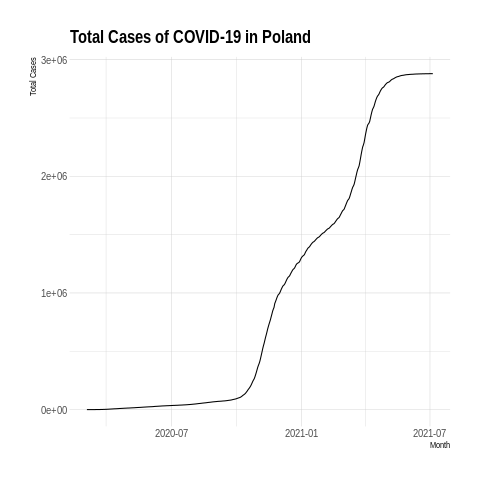 Total Cases of COVID-19 in Poland
Total Cases
3e+06
2e+06
1e+06
0e+00
2020-07
2021-01
2021-07
Month